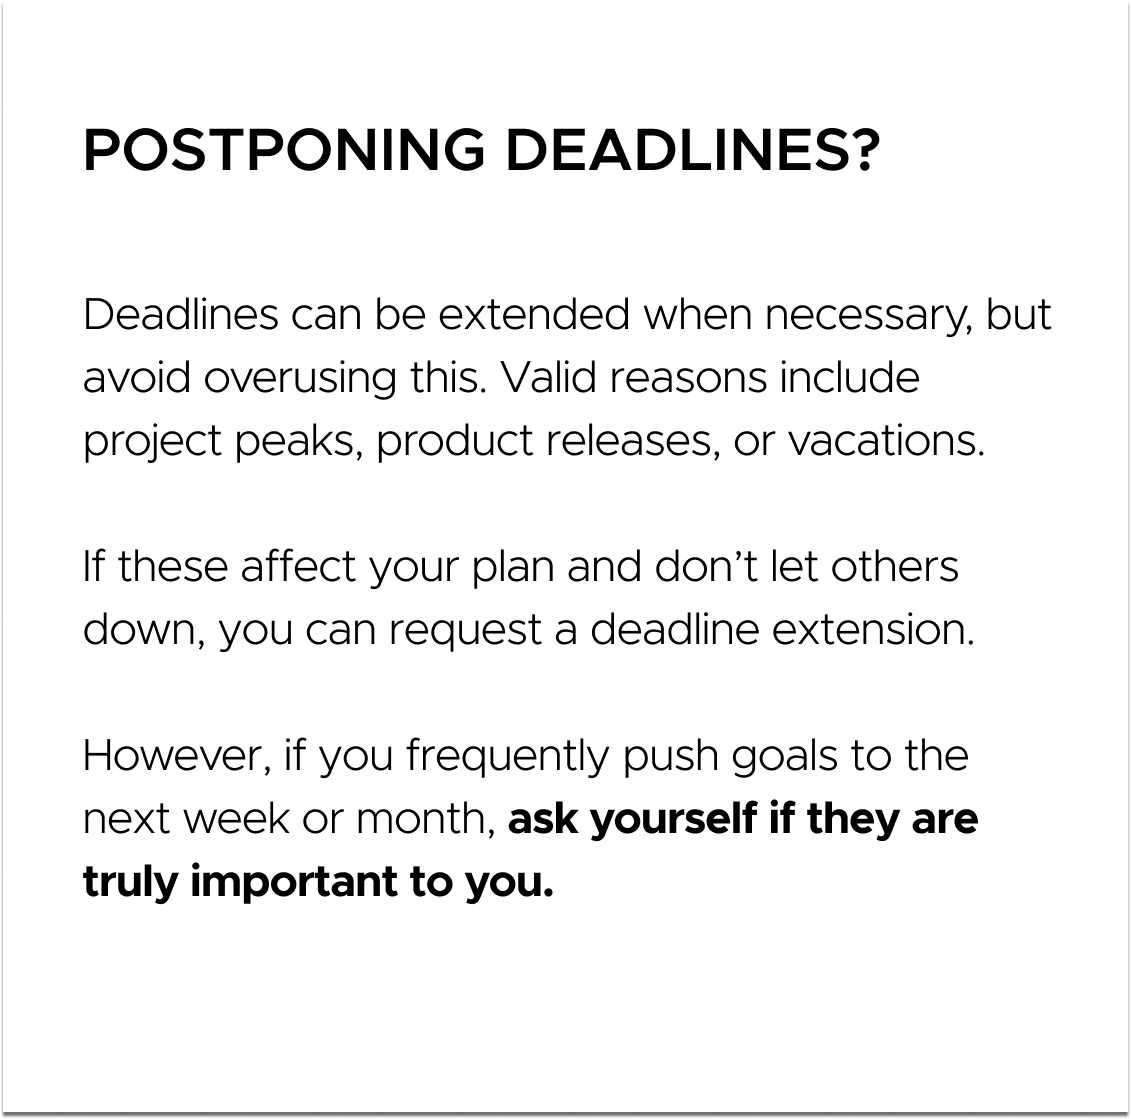 POSTPONING DEADLINES?
Deadlines can be extended when necessary, but
avoid overusing this. Valid reasons include
project peaks, product releases, or vacations.
If these affect your plan and don’t let others
down, you can request a deadline extension.
However, if you frequently push goals to the
next week or month, ask yourself if they are
truly important to you.